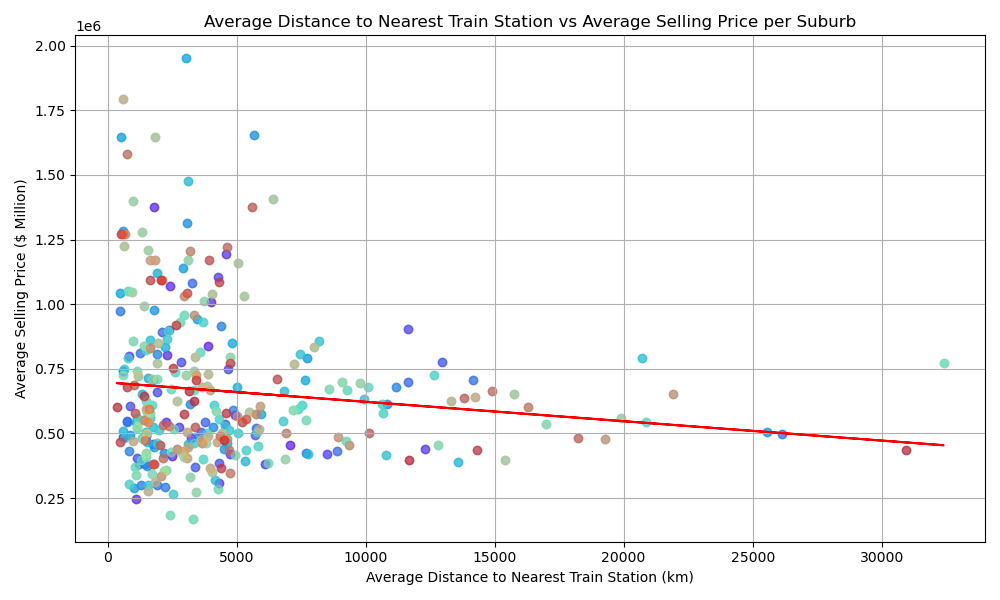 Average Distance to Nearest Train Station vs Average Selling Price per Suburb
1e6
2.00
1.75
1.50
1.25
1.00
0.75
0.50
0.25
Average Selling Price ($ Million)
0 5000 10000 15000 20000 25000 30000
Average Distance to Nearest Train Station (km)